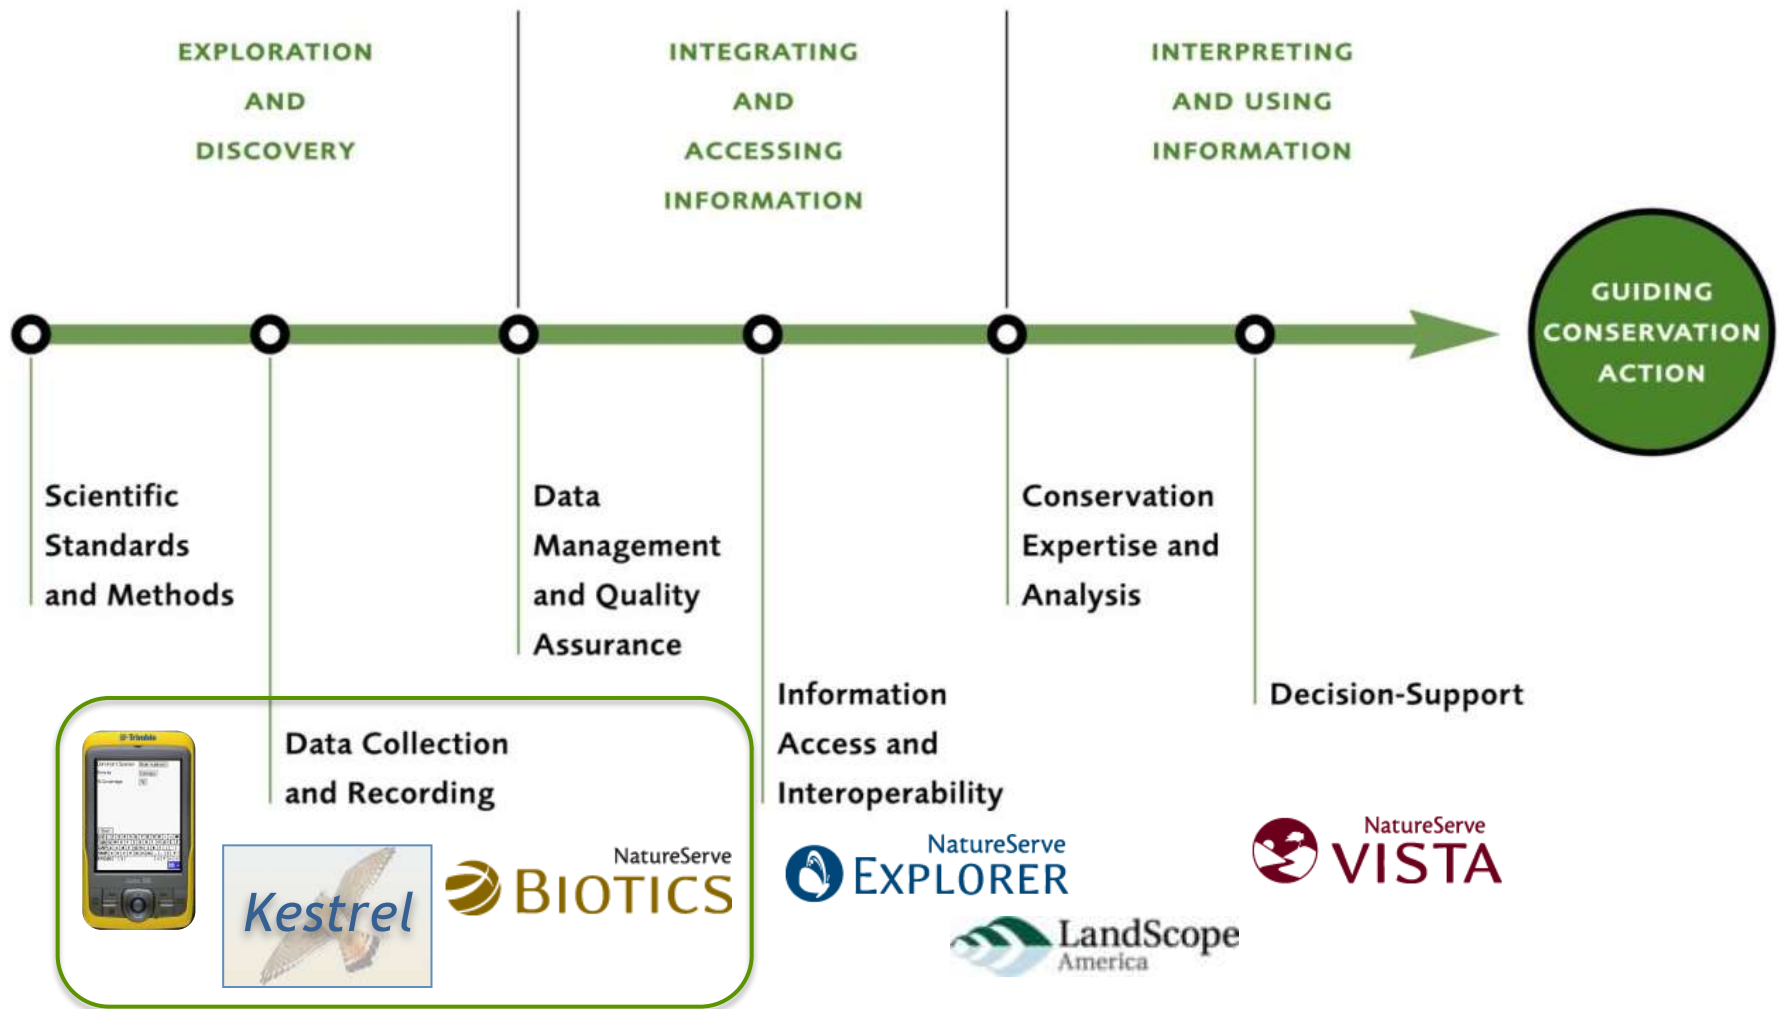 EXPLORATION
AND
DISCOVERY
INTEGRATING
AND
ACCESSING
INFORMATION
INTERPRETING
AND USING
INFORMATION
GUIDING
CONSERVATION
ACTION
Scientific
Standards
and Methods
Data
Management
and Quality
Assurance
Conservation
Expertise and
Analysis
Data Collection
and Recording
Information
Access and
Interoperability
Decision-Support
Trimble
Kestrel
NatureServe
BIOTICS
NatureServe
EXPLORER
LandScope
America
NatureServe
VISTA